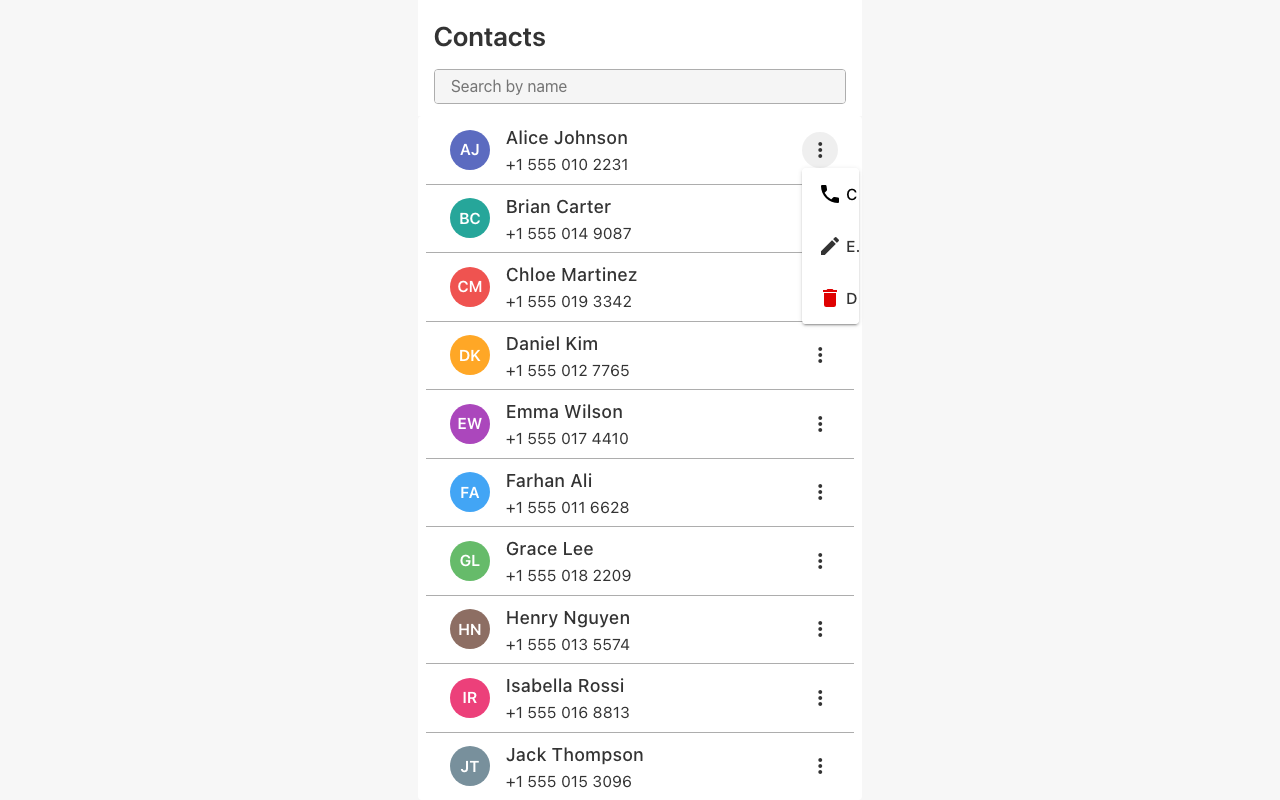 Contacts
Search by name
AJ
Alice Johnson
+1 555 010 2231
C
BC
Brian Carter
+1 555 014 9087
E.
CM
Chloe Martinez
+1 555 019 3342
D
DK
Daniel Kim
+1 555 012 7765
EW
Emma Wilson
+1 555 017 4410
FA
Farhan Ali
+1 555 011 6628
GL
Grace Lee
+1 555 018 2209
HN
Henry Nguyen
+1 555 013 5574
IR
Isabella Rossi
+1 555 016 8813
JT
Jack Thompson
+1 555 015 3096